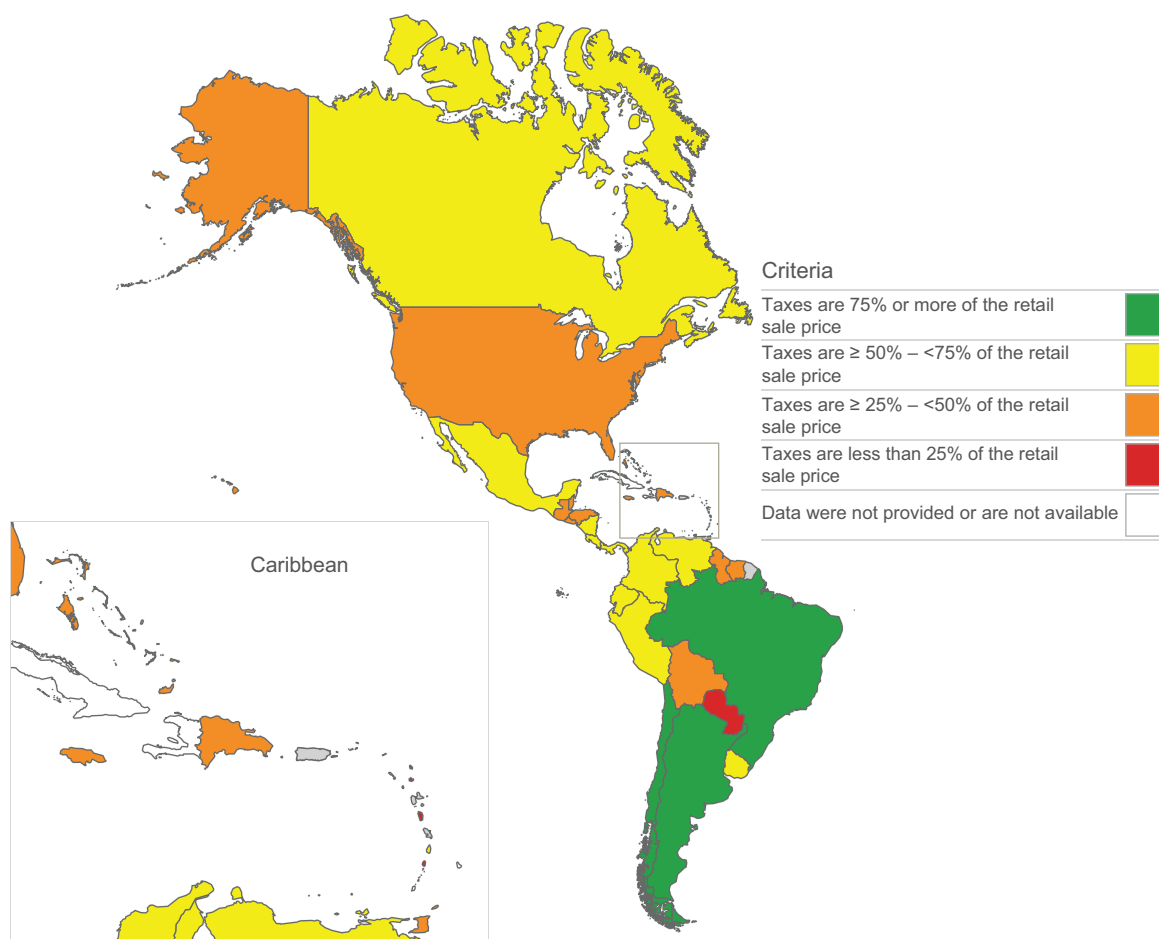 Criteria
Taxes are 75% or more of the retail
sale price
Taxes are ≥ 50% – <75% of the retail
sale price
Taxes are ≥ 25% – <50% of the retail
sale price
Taxes are less than 25% of the retail
sale price
Data were not provided or are not available
Caribbean